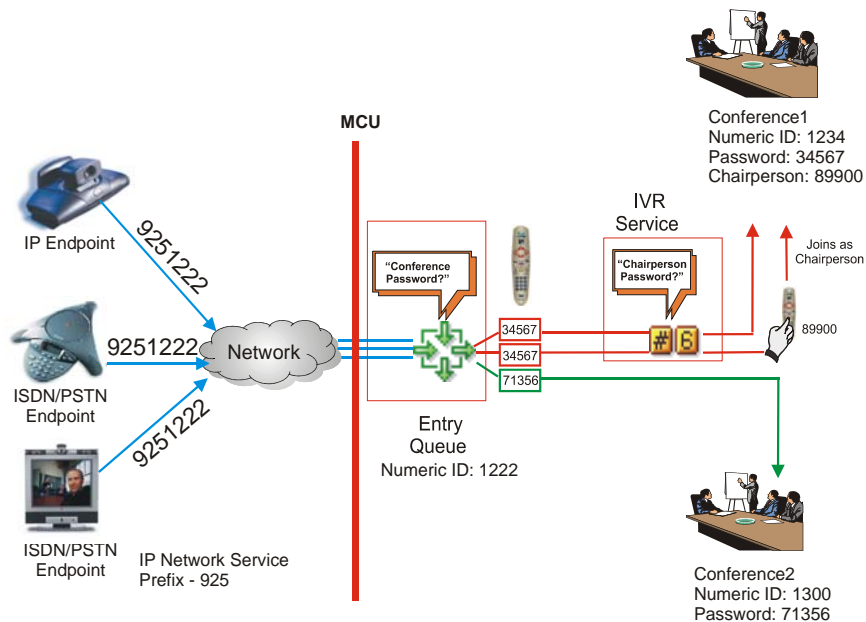 Conference1
Numeric ID: 1234
Password: 34567
Chairperson: 89900
MCU
IP Endpoint
9251222
ISDN/PSTN
Endpoint
9251222
ISDN/PSTN
Endpoint
9251222
IP Network Service
Prefix - 925
Network
“Conference
Password?”
Entry
Queue
Numeric ID: 1222
34567
34567
71356
IVR
Service
“Chairperson
Password?”
# 6
Joins as
Chairperson
89900
Conference2
Numeric ID: 1300
Password: 71356